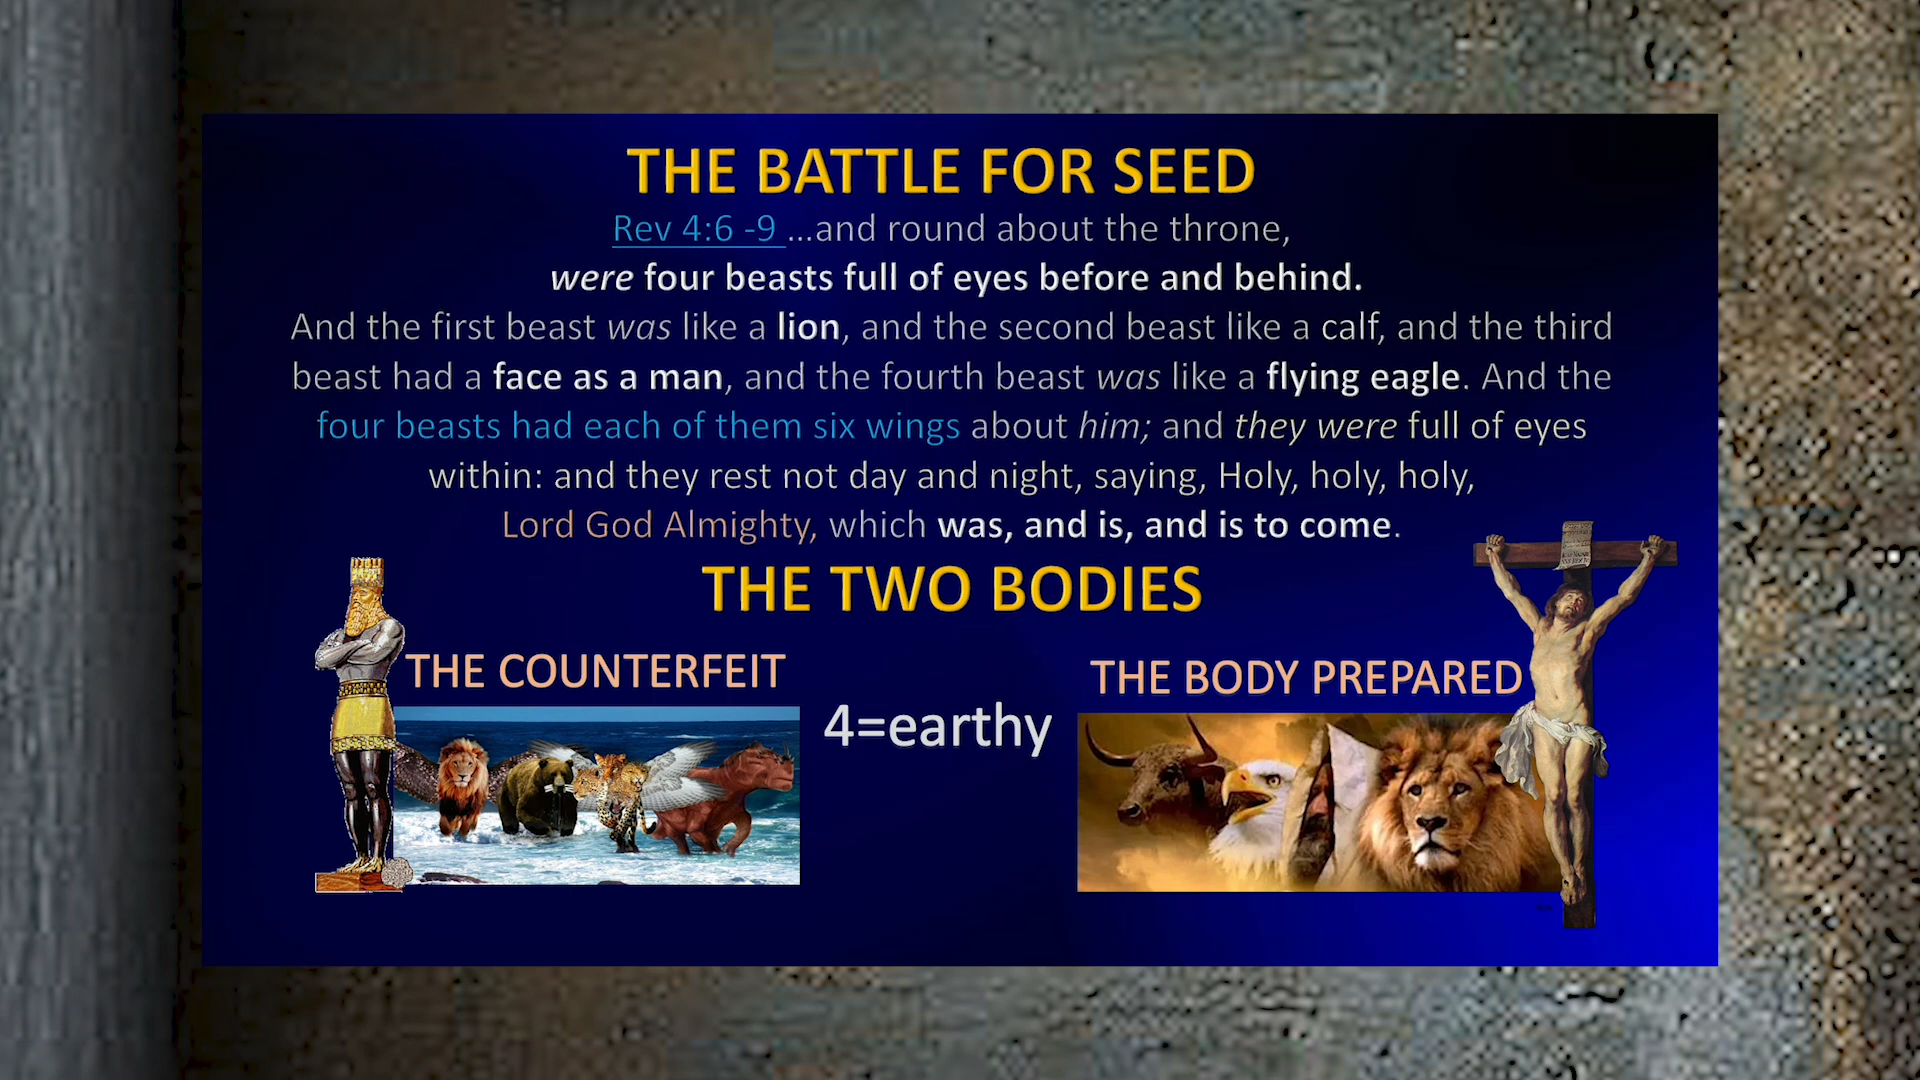 THE BATTLE FOR SEED
Rev 4:6 -9 ...and round about the throne,
were four beasts full of eyes before and behind.
And the first beast was like a lion, and the second beast like a calf, and the third
beast had a face as a man, and the fourth beast was like a flying eagle. And the
four beasts had each of them six wings about him; and they were full of eyes
within: and they rest not day and night, saying, Holy, holy, holy,
Lord God Almighty, which was, and is, and is to come.
THE TWO BODIES
THE COUNTERFEIT
THE BODY PREPARED
4=earthy